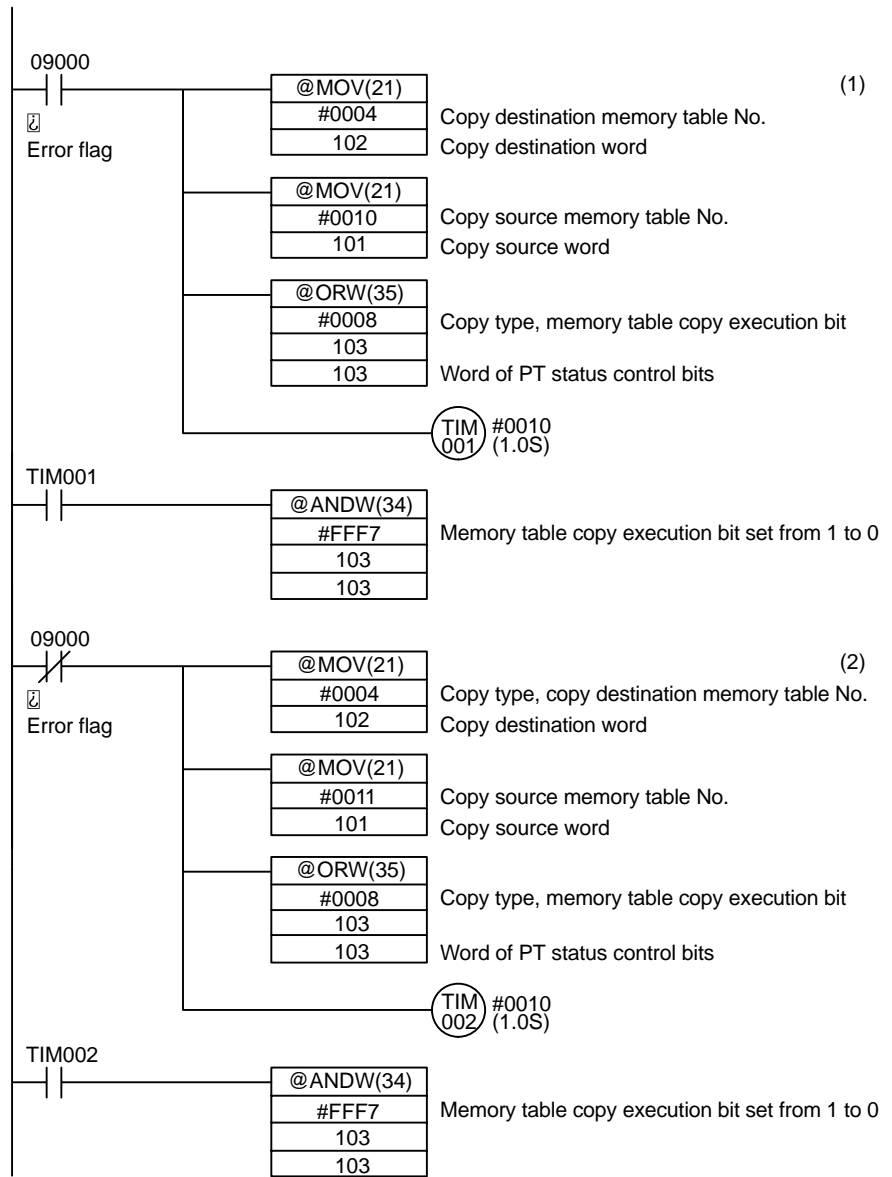 09000
@MOV(21) (1)
#0004 Copy destination memory table No.
Error flag 102 Copy destination word
@MOV(21)
#0010 Copy source memory table No.
101 Copy source word
@ORW(35)
#0008 Copy type, memory table copy execution bit
103
103 Word of PT status control bits
TIM #0010
001 (1.0S)
TIM001
@ANDW(34)
#FFF7 Memory table copy execution bit set from 1 to 0
103
103
09000
@MOV(21) (2)
#0004 Copy type, copy destination memory table No.
Error flag 102 Copy destination word
@MOV(21)
#0011 Copy source memory table No.
101 Copy source word
@ORW(35)
#0008 Copy type, memory table copy execution bit
103
103 Word of PT status control bits
TIM #0010
002 (1.0S)
TIM002
@ANDW(34)
#FFF7 Memory table copy execution bit set from 1 to 0
103
103